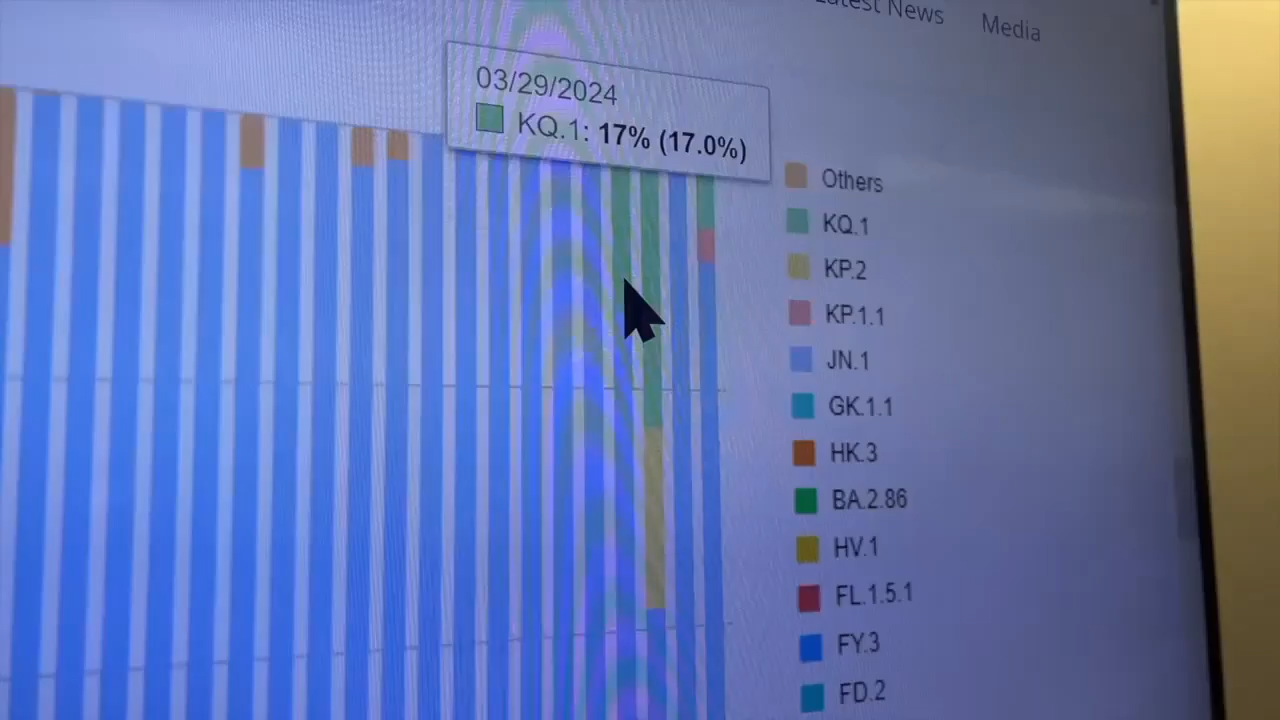 Latest News
Media
03/29/2024
KQ.1: 17% (17.0%)
Others
KQ.1
KP.2
KP.1.1
JN.1
GK.1.1
HK.3
BA.2.86
HV.1
FL.1.5.1
FY.3
FD.2